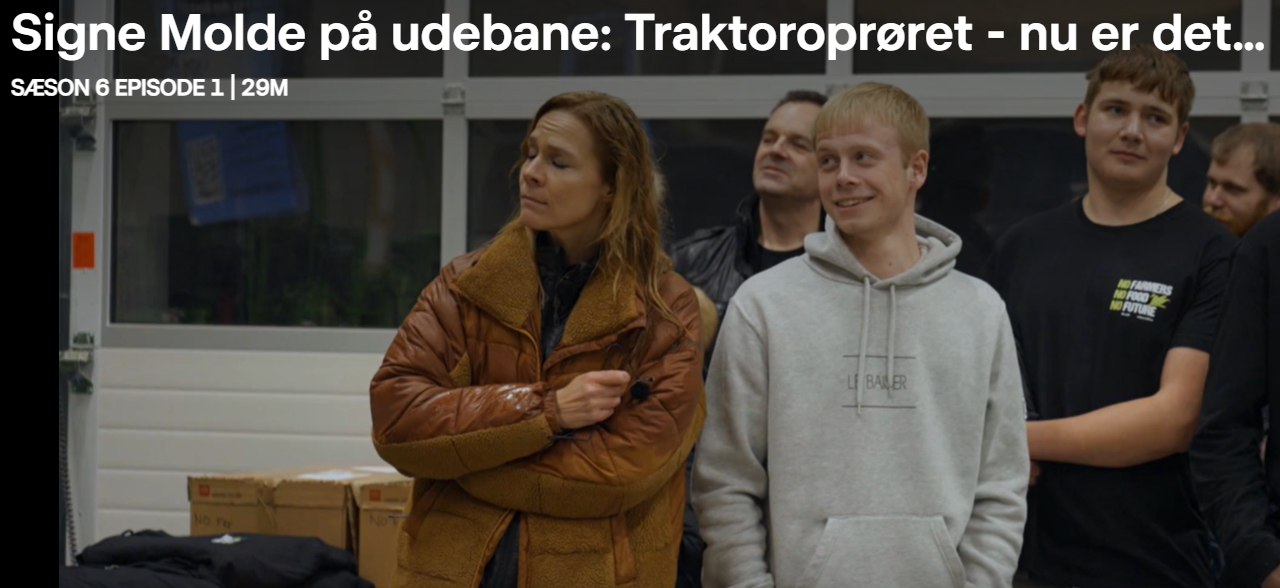 Signe Molde på udebane: Traktoroprøret - nu er det...
SÆSON 6 EPISODE 1 | 29M
NO FARMERS
NO FOOD
NO FUTURE